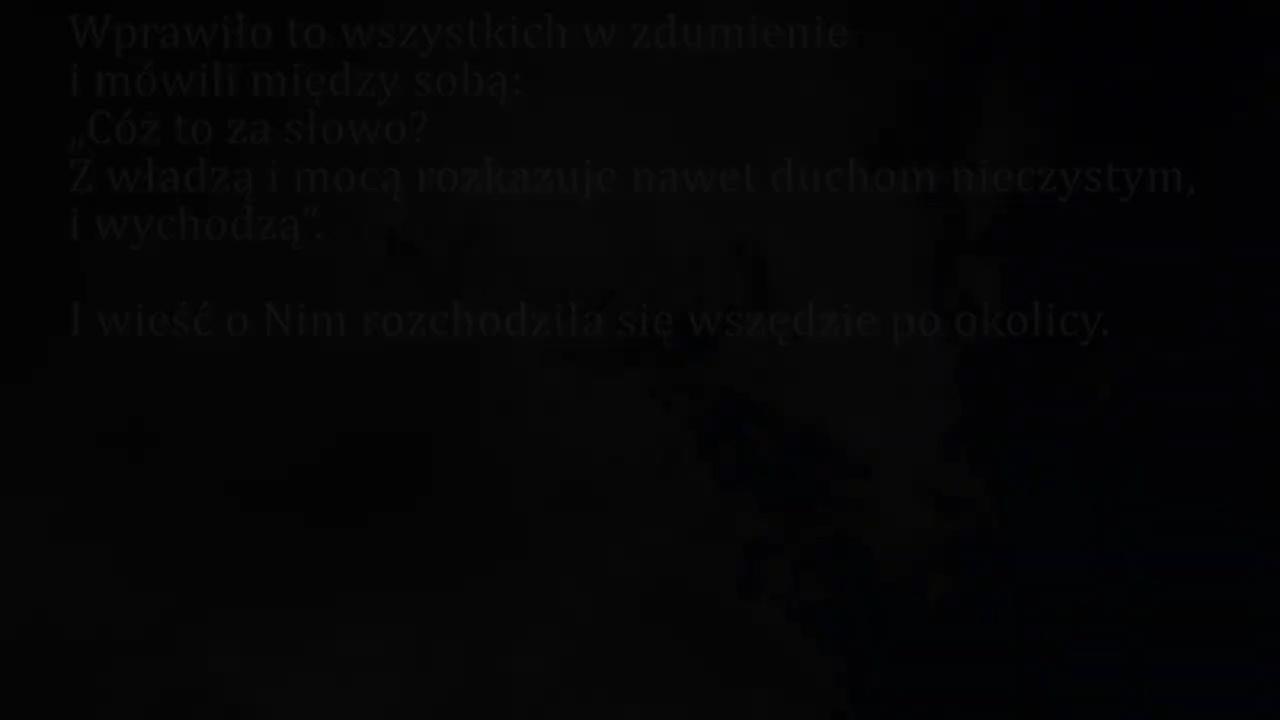 Wprawiło to wszystkich w zdumienie
i mówili między sobą:
„Cóż to za słowo?
Z władzą i mocą rozkazuje nawet duchom nieczystym,
i wychodzą”.
I wieść o Nim rozchodziła się wszędzie po okolicy.